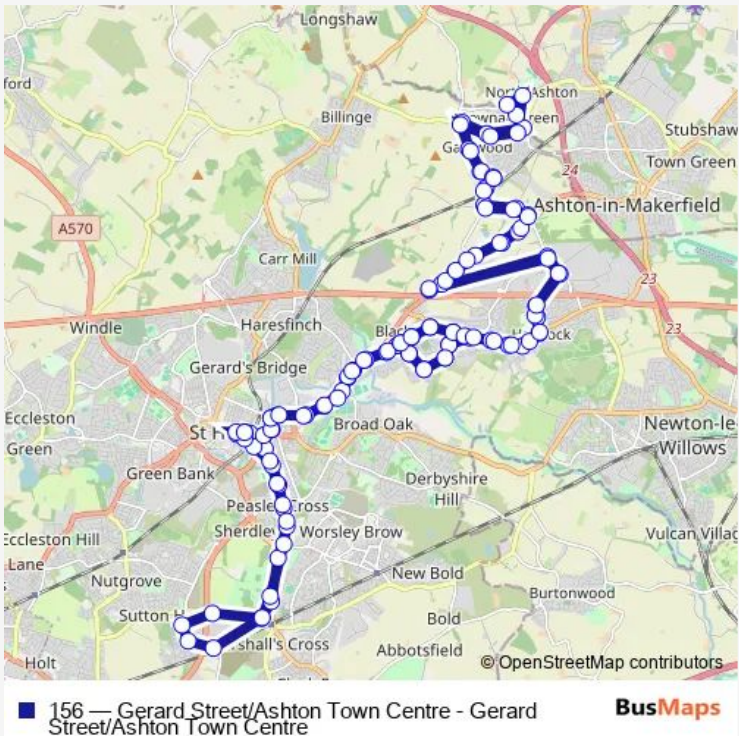 Longshaw
North Ashton
Billinge
Stubshaw
Garswood
Town Green
24
A570
Ashton-in-Makerfield
Carr Mill
23
Windle
Haresfinch
23
Gerard's Bridge
Eccleston
Green
St H
Broad Oak
Newton-le
Willows
Green Bank
Derbyshire
Hill
Peasley Cross
Eccleston Hill
Sherdley
Worsley Brow
Vulcan Villag
Lane
Nutgrove
New Bold
Burtonwood
Sutton H
Bold
shall's Cross
Abbotsfield
Holt
© OpenStreetMap contributors
156 — Gerard Street/Ashton Town Centre - Gerard
Street/Ashton Town Centre
BusMaps